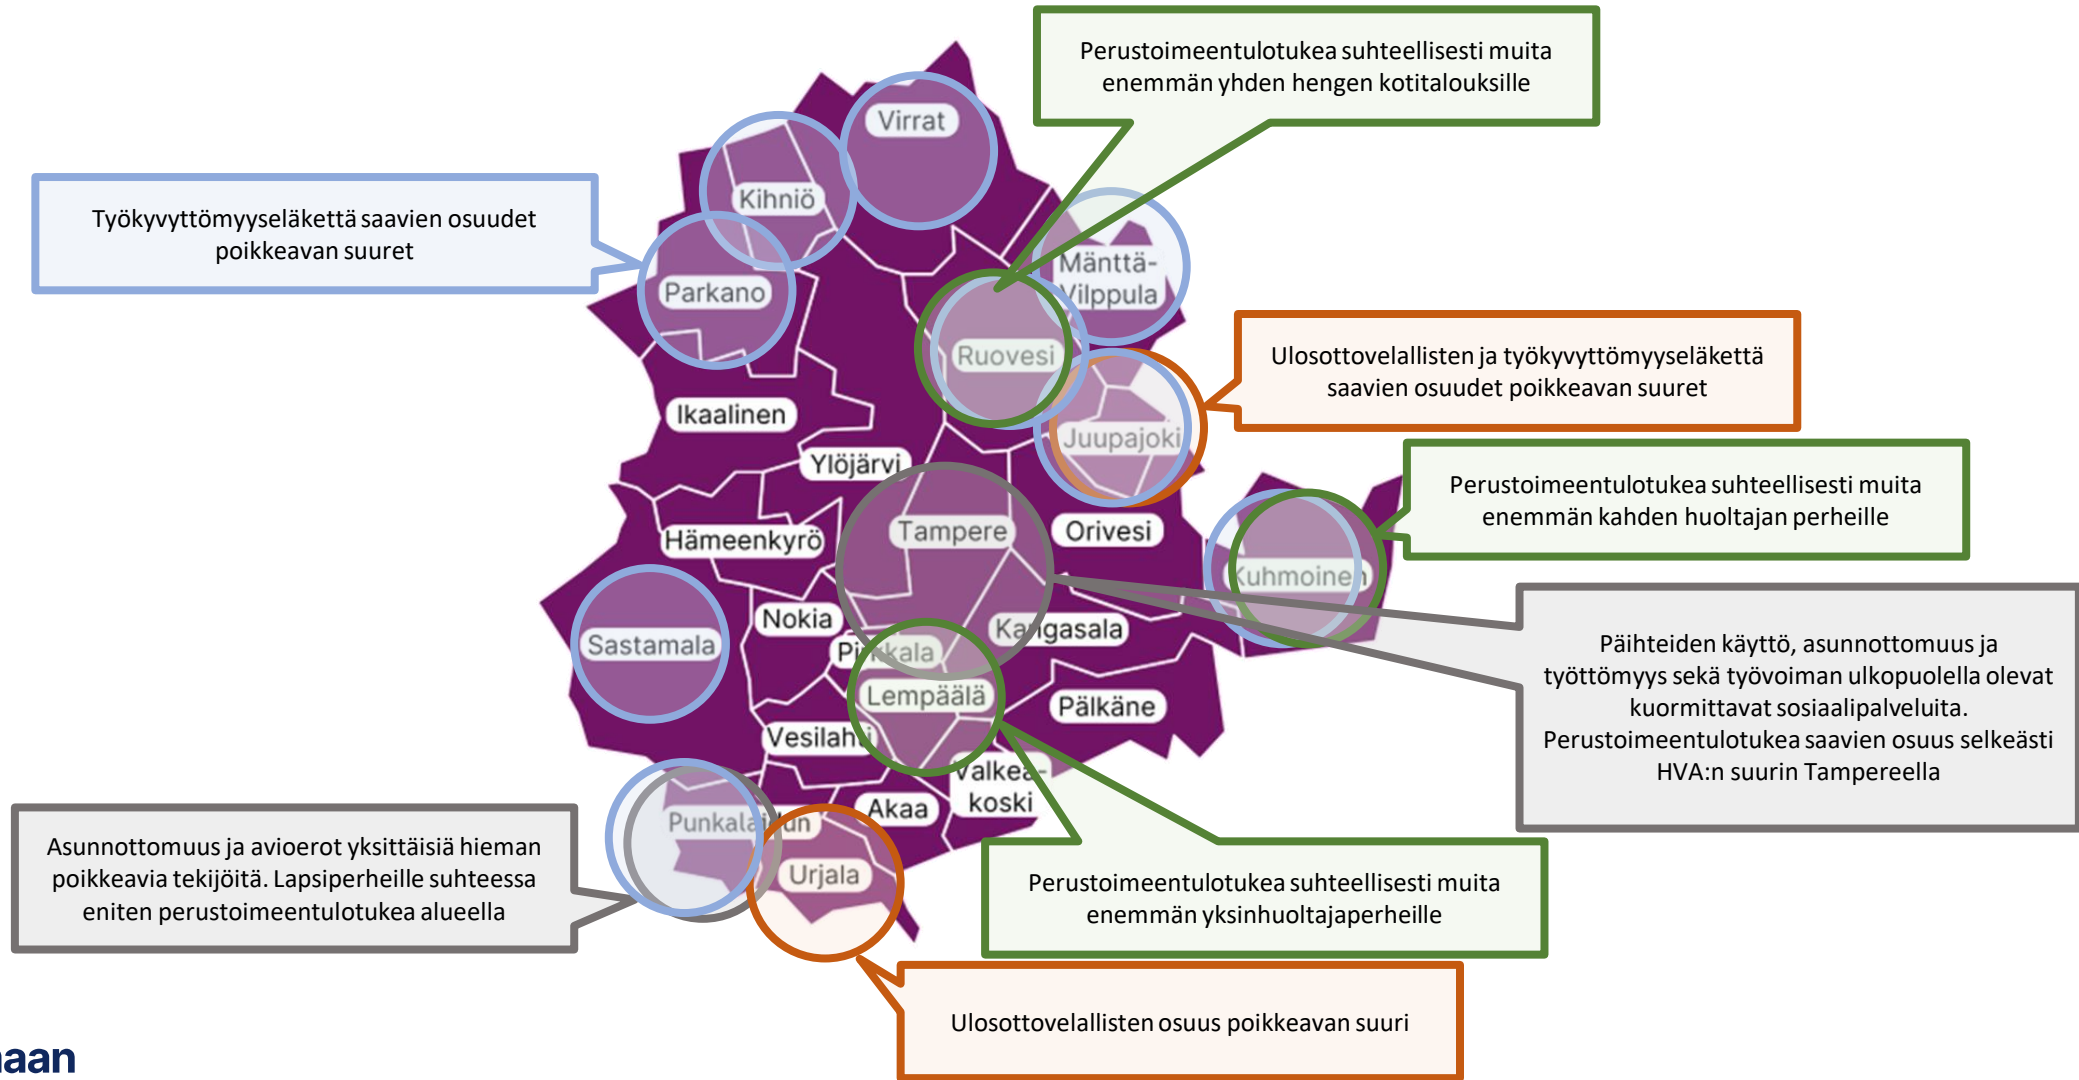 Perustoimeentulotukea suhteellisesti muita
enemmän yhden hengen kotitalouksille
Virrat
Kihniö
Työkyvyttömyyseläkettä saavien osuudet
poikkeavan suuret
Mänttä-
Vilppula
Parkano
Ruovesi
Ulosottovelallisten ja työkyvyttömyyseläkettä
saavien osuudet poikkeavan suuret
Ikaalinen
Juupajoki
Ylöjärvi
Perustoimeentulotukea suhteellisesti muita
enemmän kahden huoltajan perheille
Tampere
Orivesi
Hämeenkyrö
Kuhmoinen
Nokia
Kangasala
Sastamala
Pirkkala
Päihteiden käyttö, asunnottomuus ja
työttömyys sekä työvoiman ulkopuolella olevat
kuormittavat sosiaalipalveluita.
Perustoimeentulotukea saavien osuus selkeästi
HVA:n suurin Tampereella
Lempäälä
Pälkäne
Vesilahti
Valkea-
koski
Akaa
Punkalaidun
Urjala
Asunnottomuus ja avioerot yksittäisiä hieman
poikkeavia tekijöitä. Lapsiperheille suhteessa
eniten perustoimeentulotukea alueella
Perustoimeentulotukea suhteellisesti muita
enemmän yksinhuoltajaperheille
Ulosottovelallisten osuus poikkeavan suuri
naan